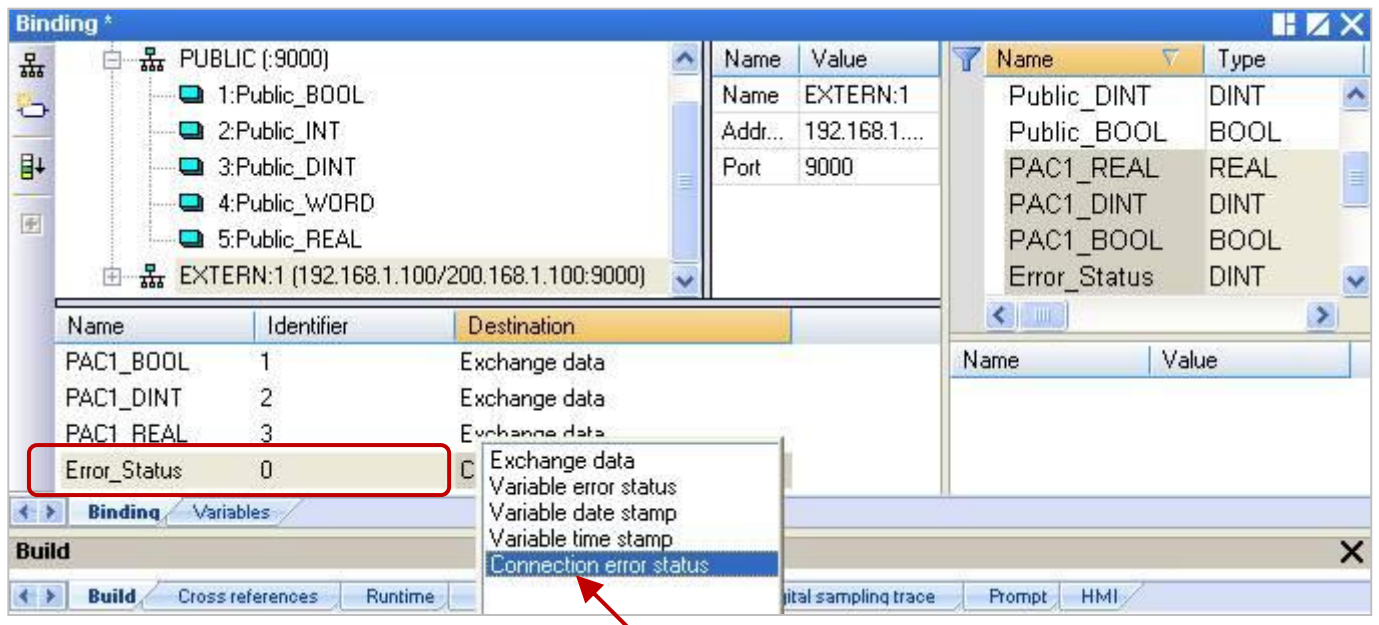 Binding *
PUBLIC (:9000)
1:Public_BOOL
2:Public_INT
3:Public_DINT
4:Public_WORD
5:Public_REAL
EXTERN:1 (192.168.1.100/200.168.1.100:9000)
Name Value
Name EXTERN:1
Addr... 192.168.1....
Port 9000
Name Type
Public_DINT DINT
Public_BOOL BOOL
PAC1_REAL REAL
PAC1_DINT DINT
PAC1_BOOL BOOL
Error_Status DINT
Name Value
Name Identifier Destination
PAC1_BOOL 1 Exchange data
PAC1_DINT 2 Exchange data
PAC1_REAL 3 Exchange data
Error_Status 0 C
Exchange data
Variable error status
Variable date stamp
Variable time stamp
Connection error status
Binding Variables
Build
Build Cross references Runtime gital sampling trace Prompt HMI